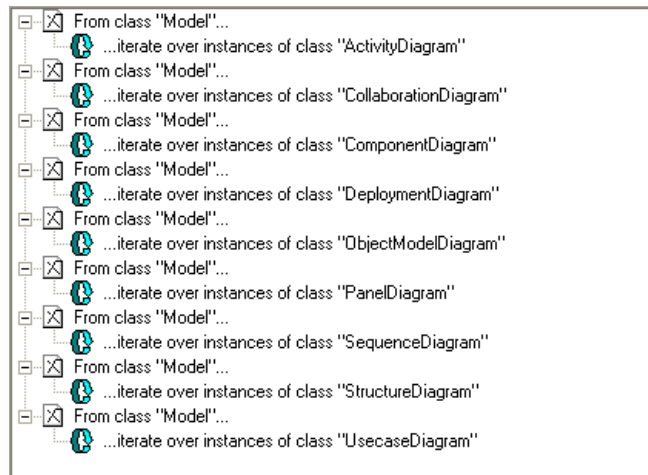 From class "Model"...
...iterate over instances of class "ActivityDiagram"
From class "Model"...
...iterate over instances of class "CollaborationDiagram"
From class "Model"...
...iterate over instances of class "ComponentDiagram"
From class "Model"...
...iterate over instances of class "DeploymentDiagram"
From class "Model"...
...iterate over instances of class "ObjectModelDiagram"
From class "Model"...
...iterate over instances of class "PanelDiagram"
From class "Model"...
...iterate over instances of class "SequenceDiagram"
From class "Model"...
...iterate over instances of class "StructureDiagram"
From class "Model"...
...iterate over instances of class "UsecaseDiagram"